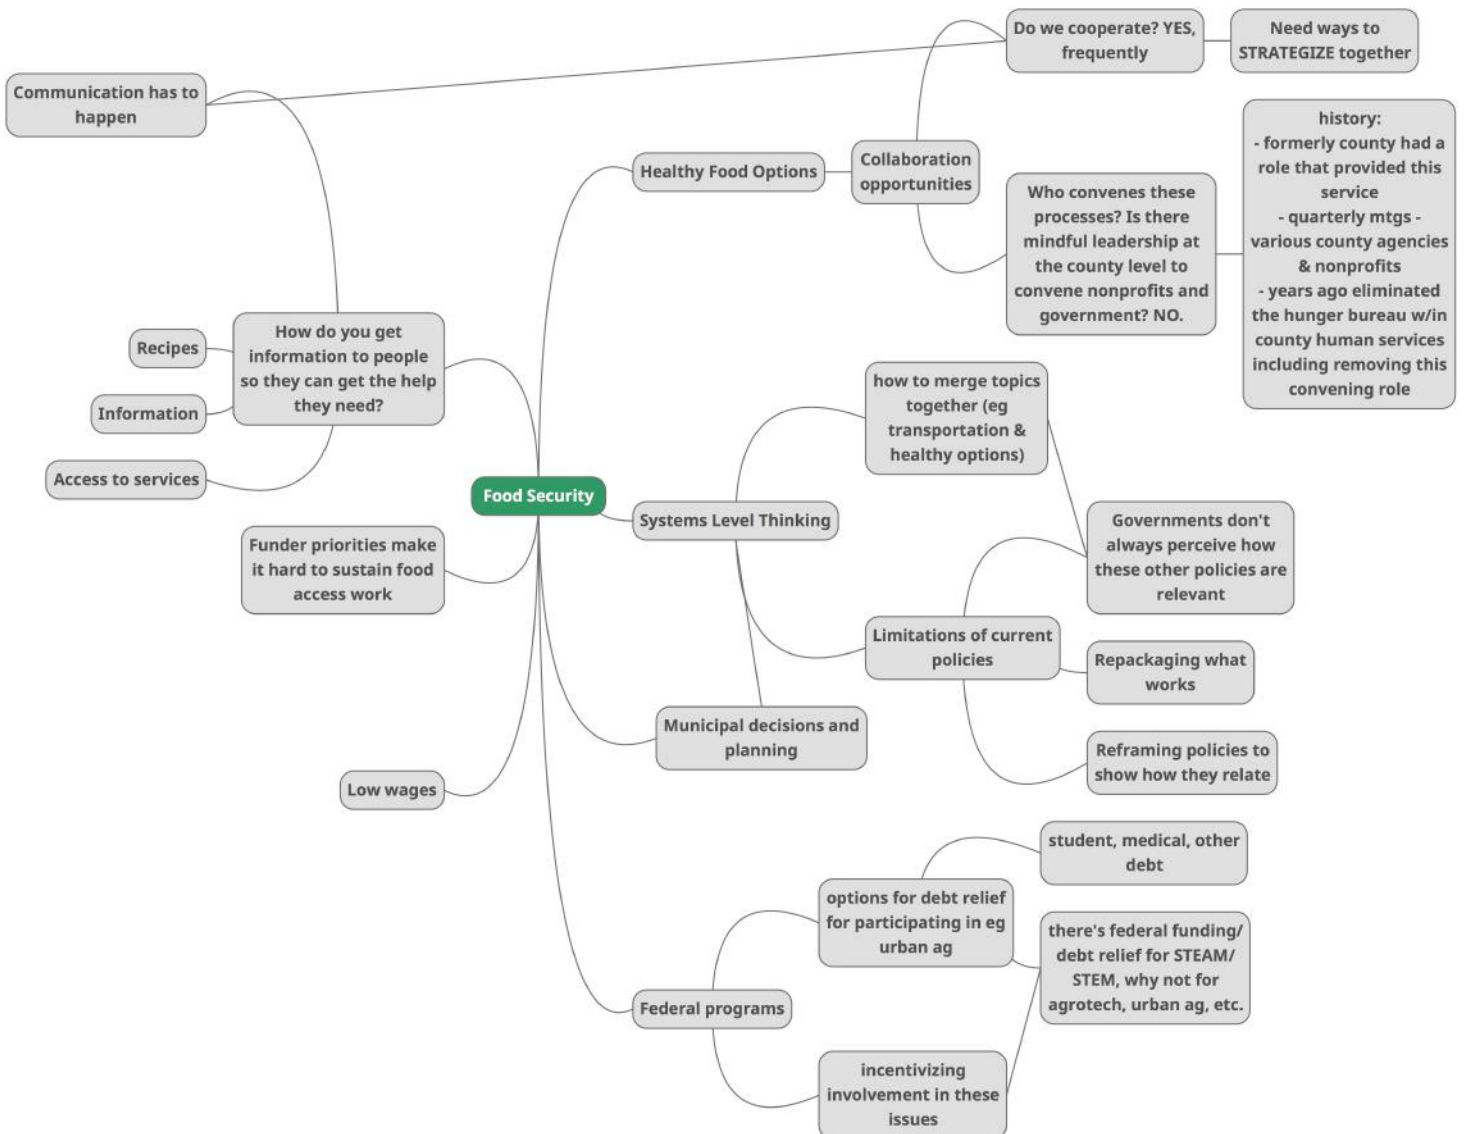 Do we cooperate? YES,
frequently
Need ways to
STRATEGIZE together
Communication has to
happen
history:
- formerly county had a
role that provided this
service
- quarterly mtgs -
various county agencies
& nonprofits
- years ago eliminated
the hunger bureau w/in
county human services
including removing this
convening role
Healthy Food Options
Collaboration
opportunities
Who convenes these
processes? Is there
mindful leadership at
the county level to
convene nonprofits and
government? NO.
How do you get
information to people
so they can get the help
they need?
Recipes
Information
Access to services
how to merge topics
together (eg
transportation &
healthy options)
Food Security
Systems Level Thinking
Governments don't
always perceive how
these other policies are
relevant
Funder priorities make
it hard to sustain food
access work
Limitations of current
policies
Repackaging what
works
Municipal decisions and
planning
Reframing policies to
show how they relate
Low wages
student, medical, other
debt
options for debt relief
for participating in eg
urban ag
there's federal funding/
debt relief for STEAM/
STEM, why not for
agrotech, urban ag, etc.
Federal programs
incentivizing
involvement in these
issues